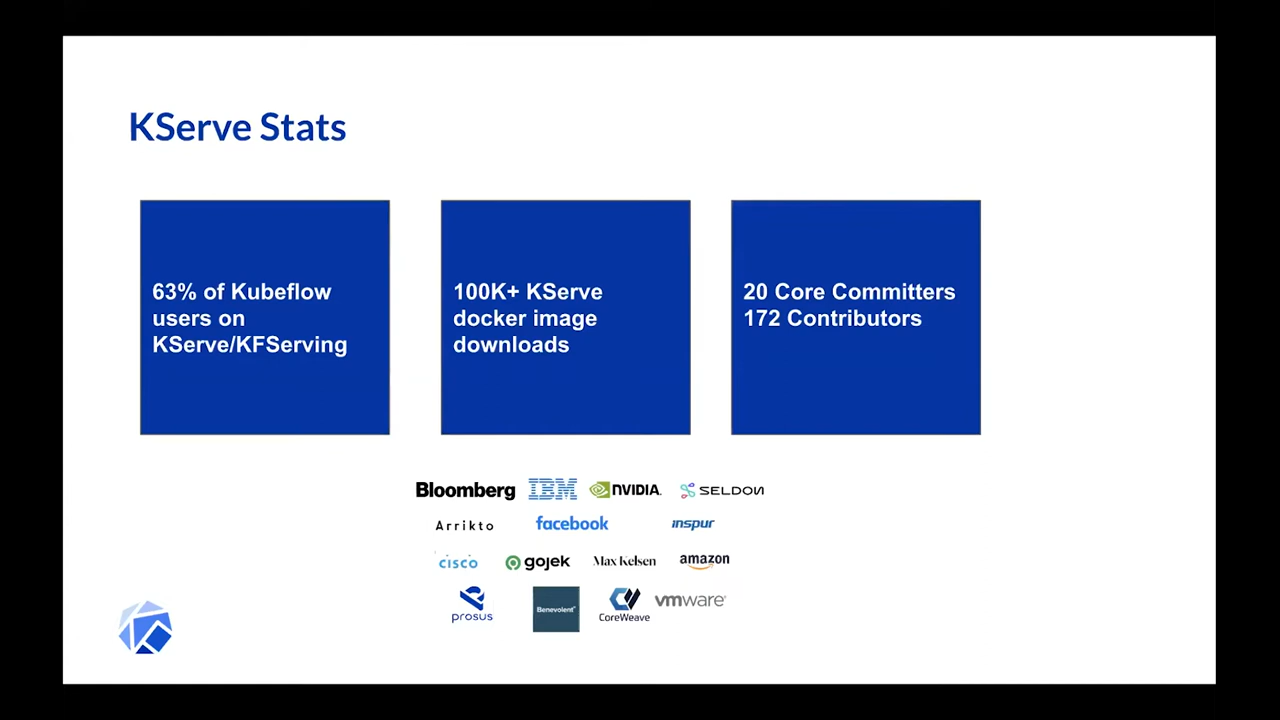 KServe Stats
63% of Kubeflow
users on
KServe/KFServing
100K+ KServe
docker image
downloads
20 Core Committers
172 Contributors
Bloomberg IBM NVIDIA. SELDON
Arrikto facebook inspur
cisco gojek Max Kelsen amazon
prosus Benevolent CoreWeave vmware